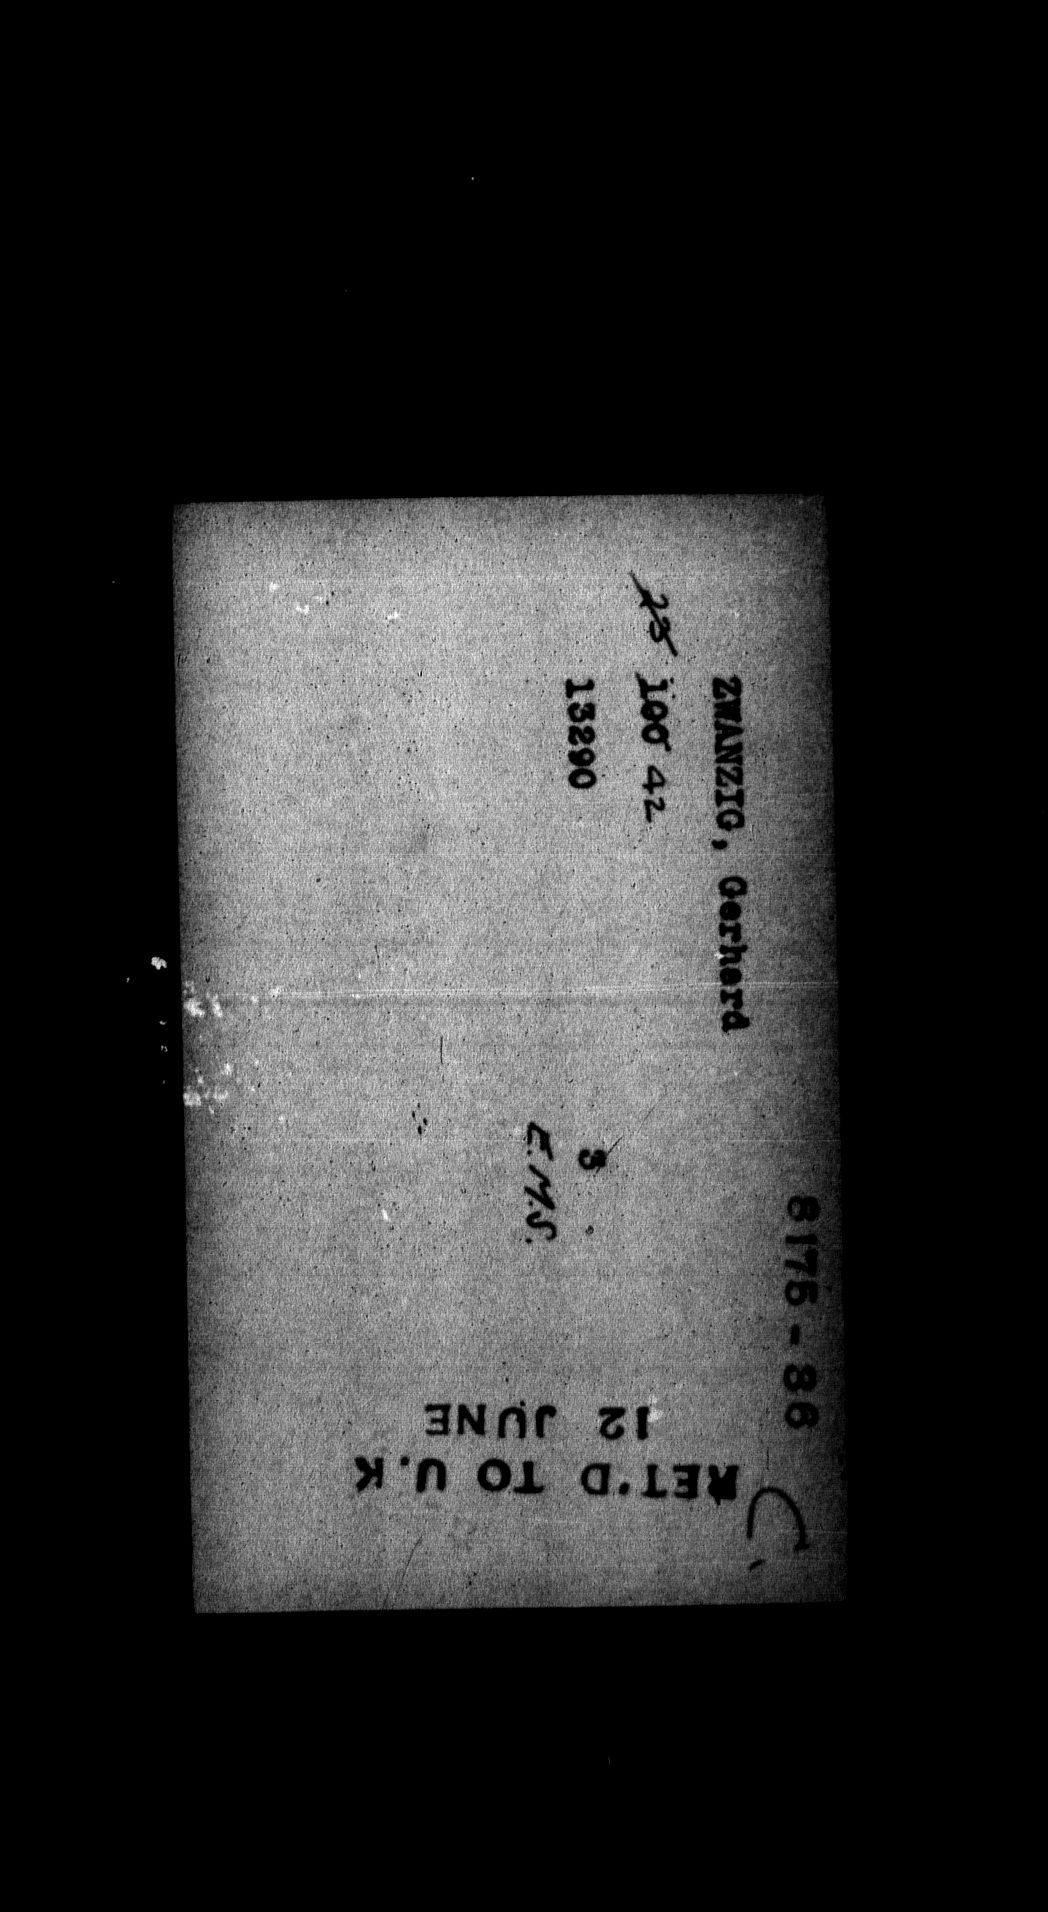 8175-86
ZWANZIG, Gerhard
23 100 42
13290
3
E.M.S.
RET'D TO U.K
12 JUNE